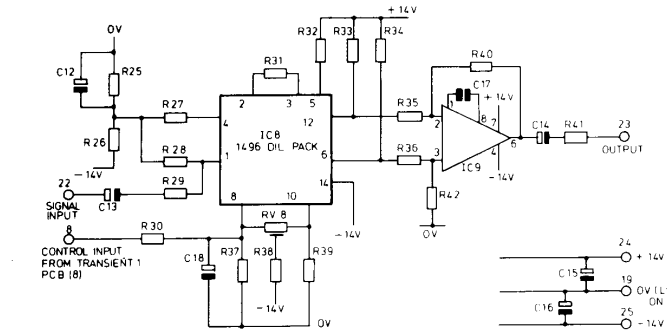 + 14V
0V
R32
R33
R34
C12
R25
R31
R40
2
3
5
C17
+ 14V
R27
4
12
R35
1
8
7
2
6
C14
R41
23
OUTPUT
IC8
1496 DIL PACK
R26
R28
1
6
R36
3
4
IC9
- 14V
- 14V
14
R42
22
SIGNAL
INPUT
C13
R29
8
10
- 14V
0V
8
R30
RV 8
CONTROL INPUT
FROM TRANSIENT 1
PCB (8)
C18
R37
R38
R39
- 14V
0V
24
+ 14V
C15
19
0V (L
ON
C16
25
- 14V